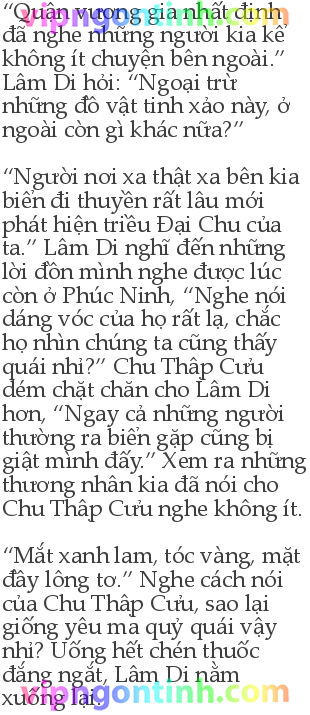 “Quận vương gia nhất định
đã nghe những người kia kể
không ít chuyện bên ngoài.”
Lâm Di hỏi: “Ngoại trừ
những đồ vật tinh xảo này, ở
ngoài còn gì khác nữa?”
“Người nơi xa thật xa bên kia
biển đi thuyền rất lâu mới
phát hiện triều Đại Chu của
ta.” Lâm Di nghĩ đến những
lời đồn mình nghe được lúc
còn ở Phúc Ninh, “Nghe nói
dáng vóc của họ rất lạ, chắc
họ nhìn chúng ta cũng thấy
quái nhỉ?” Chu Thập Cửu
dém chặt chăn cho Lâm Di
hơn, “Ngay cả những người
thường ra biển gặp cũng bị
giật mình đấy.” Xem ra những
thương nhân kia đã nói cho
Chu Thập Cửu nghe không ít.
“Mắt xanh lam, tóc vàng, mặt
đầy lông tơ.” Nghe cách nói
của Chu Thập Cửu, sao lại
giống yêu ma quỷ quái vậy
nhỉ? Uống hết chén thuốc
đắng ngắt, Lâm Di nằm
xuống lại.
vipngontinh.com
vipngontinh.com